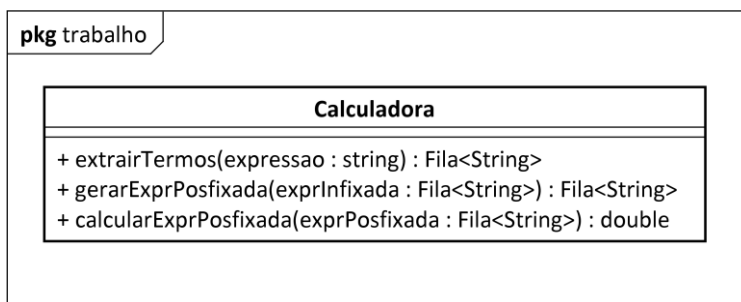 pkg trabalho
Calculadora
+ extrairTermos(expressao : string) : Fila<String>
+ gerarExprPosfixada(exprInfixada : Fila<String>) : Fila<String>
+ calcularExprPosfixada(exprPosfixada : Fila<String>) : double